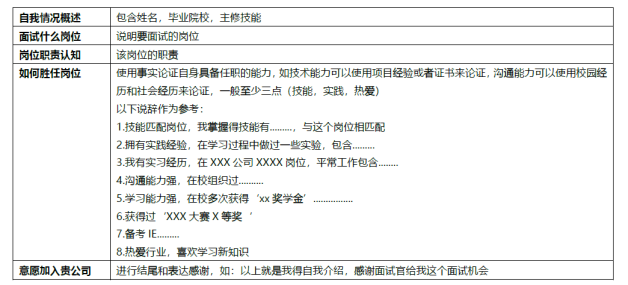 自我情况概述 包含姓名，毕业院校，主修技能
面试什么岗位 说明要面试的岗位
岗位职责认知 该岗位的职责
如何胜任岗位 使用事实论证自身具备任职的能力，如技术能力可以使用项目经验或者证书来论证，沟通能力可以使用校园经
历和社会经历来论证，一般至少三点（技能，实践，热爱）
以下说辞作为参考：
1.技能匹配岗位，我掌握得技能有.........，与这个岗位相匹配
2.拥有实践经验，在学习过程中做过一些实验，包含.........
3.我有实习经历，在 XXX 公司 XXXX 岗位，平常工作包含........
4.沟通能力强，在校组织过..........
5.学习能力强，在校多次获得‘xx 奖学金’................
6.获得过‘XXX 大赛 X 等奖 ‘
7.备考 IE.........
8.热爱行业，喜欢学习新知识
意愿加入贵公司 进行结尾和表达感谢，如：以上就是我得自我介绍，感谢面试官给我这个面试机会